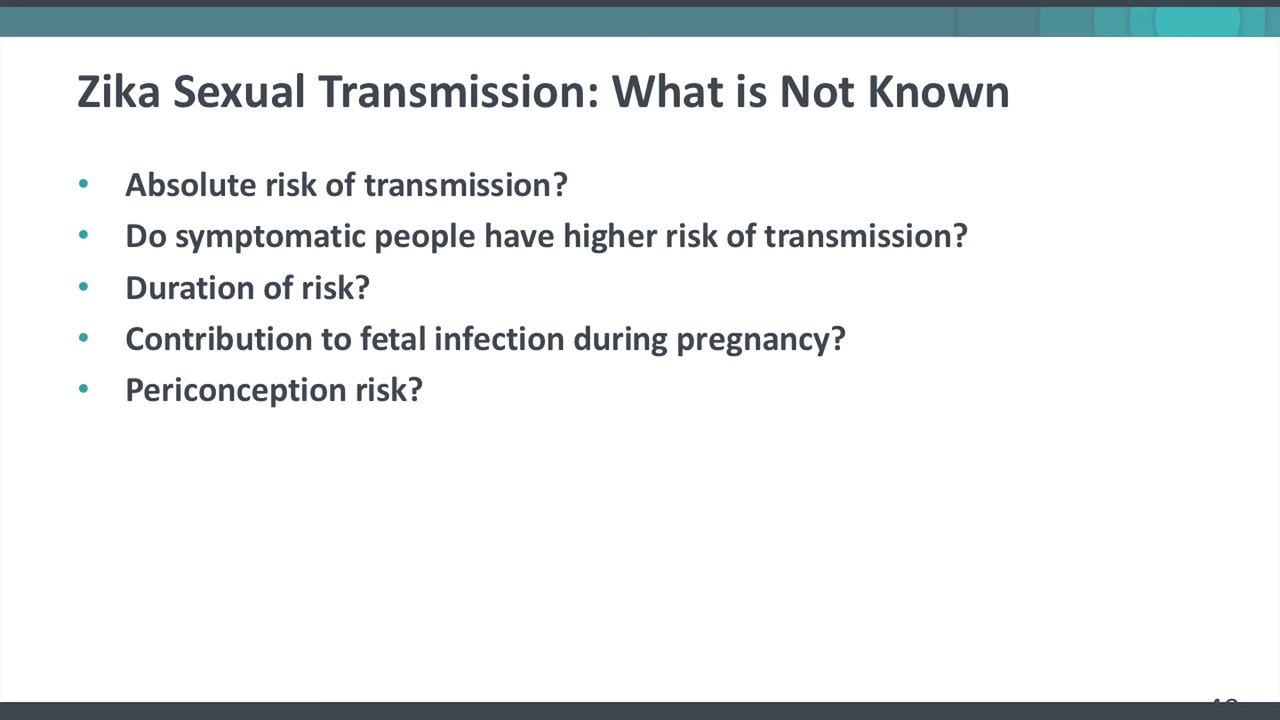 Zika Sexual Transmission: What is Not Known
• Absolute risk of transmission?
• Do symptomatic people have higher risk of transmission?
• Duration of risk?
• Contribution to fetal infection during pregnancy?
• Periconception risk?